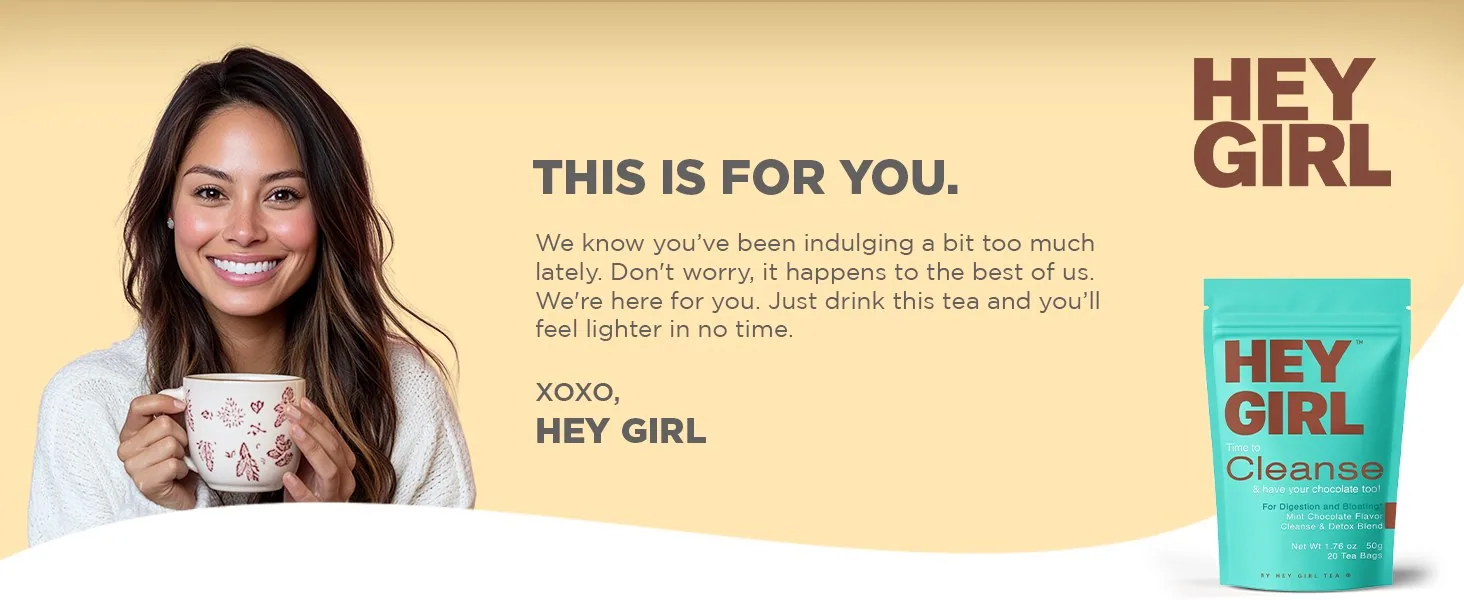 THIS IS FOR YOU.
We know you’ve been indulging a bit too much
lately. Don't worry, it happens to the best of us.
We're here for you. Just drink this tea and you’ll
feel lighter in no time.
XOXO,
HEY GIRL
HEY
GIRL
HEY™
GIRL
Time to
Cleanse
& have your chocolate too!
For Digestion and Bloating*
Mint Chocolate Flavor
Cleanse & Detox Blend
Net Wt 1.76 oz 50g
20 Tea Bags
BY HEY GIRL TEA ®